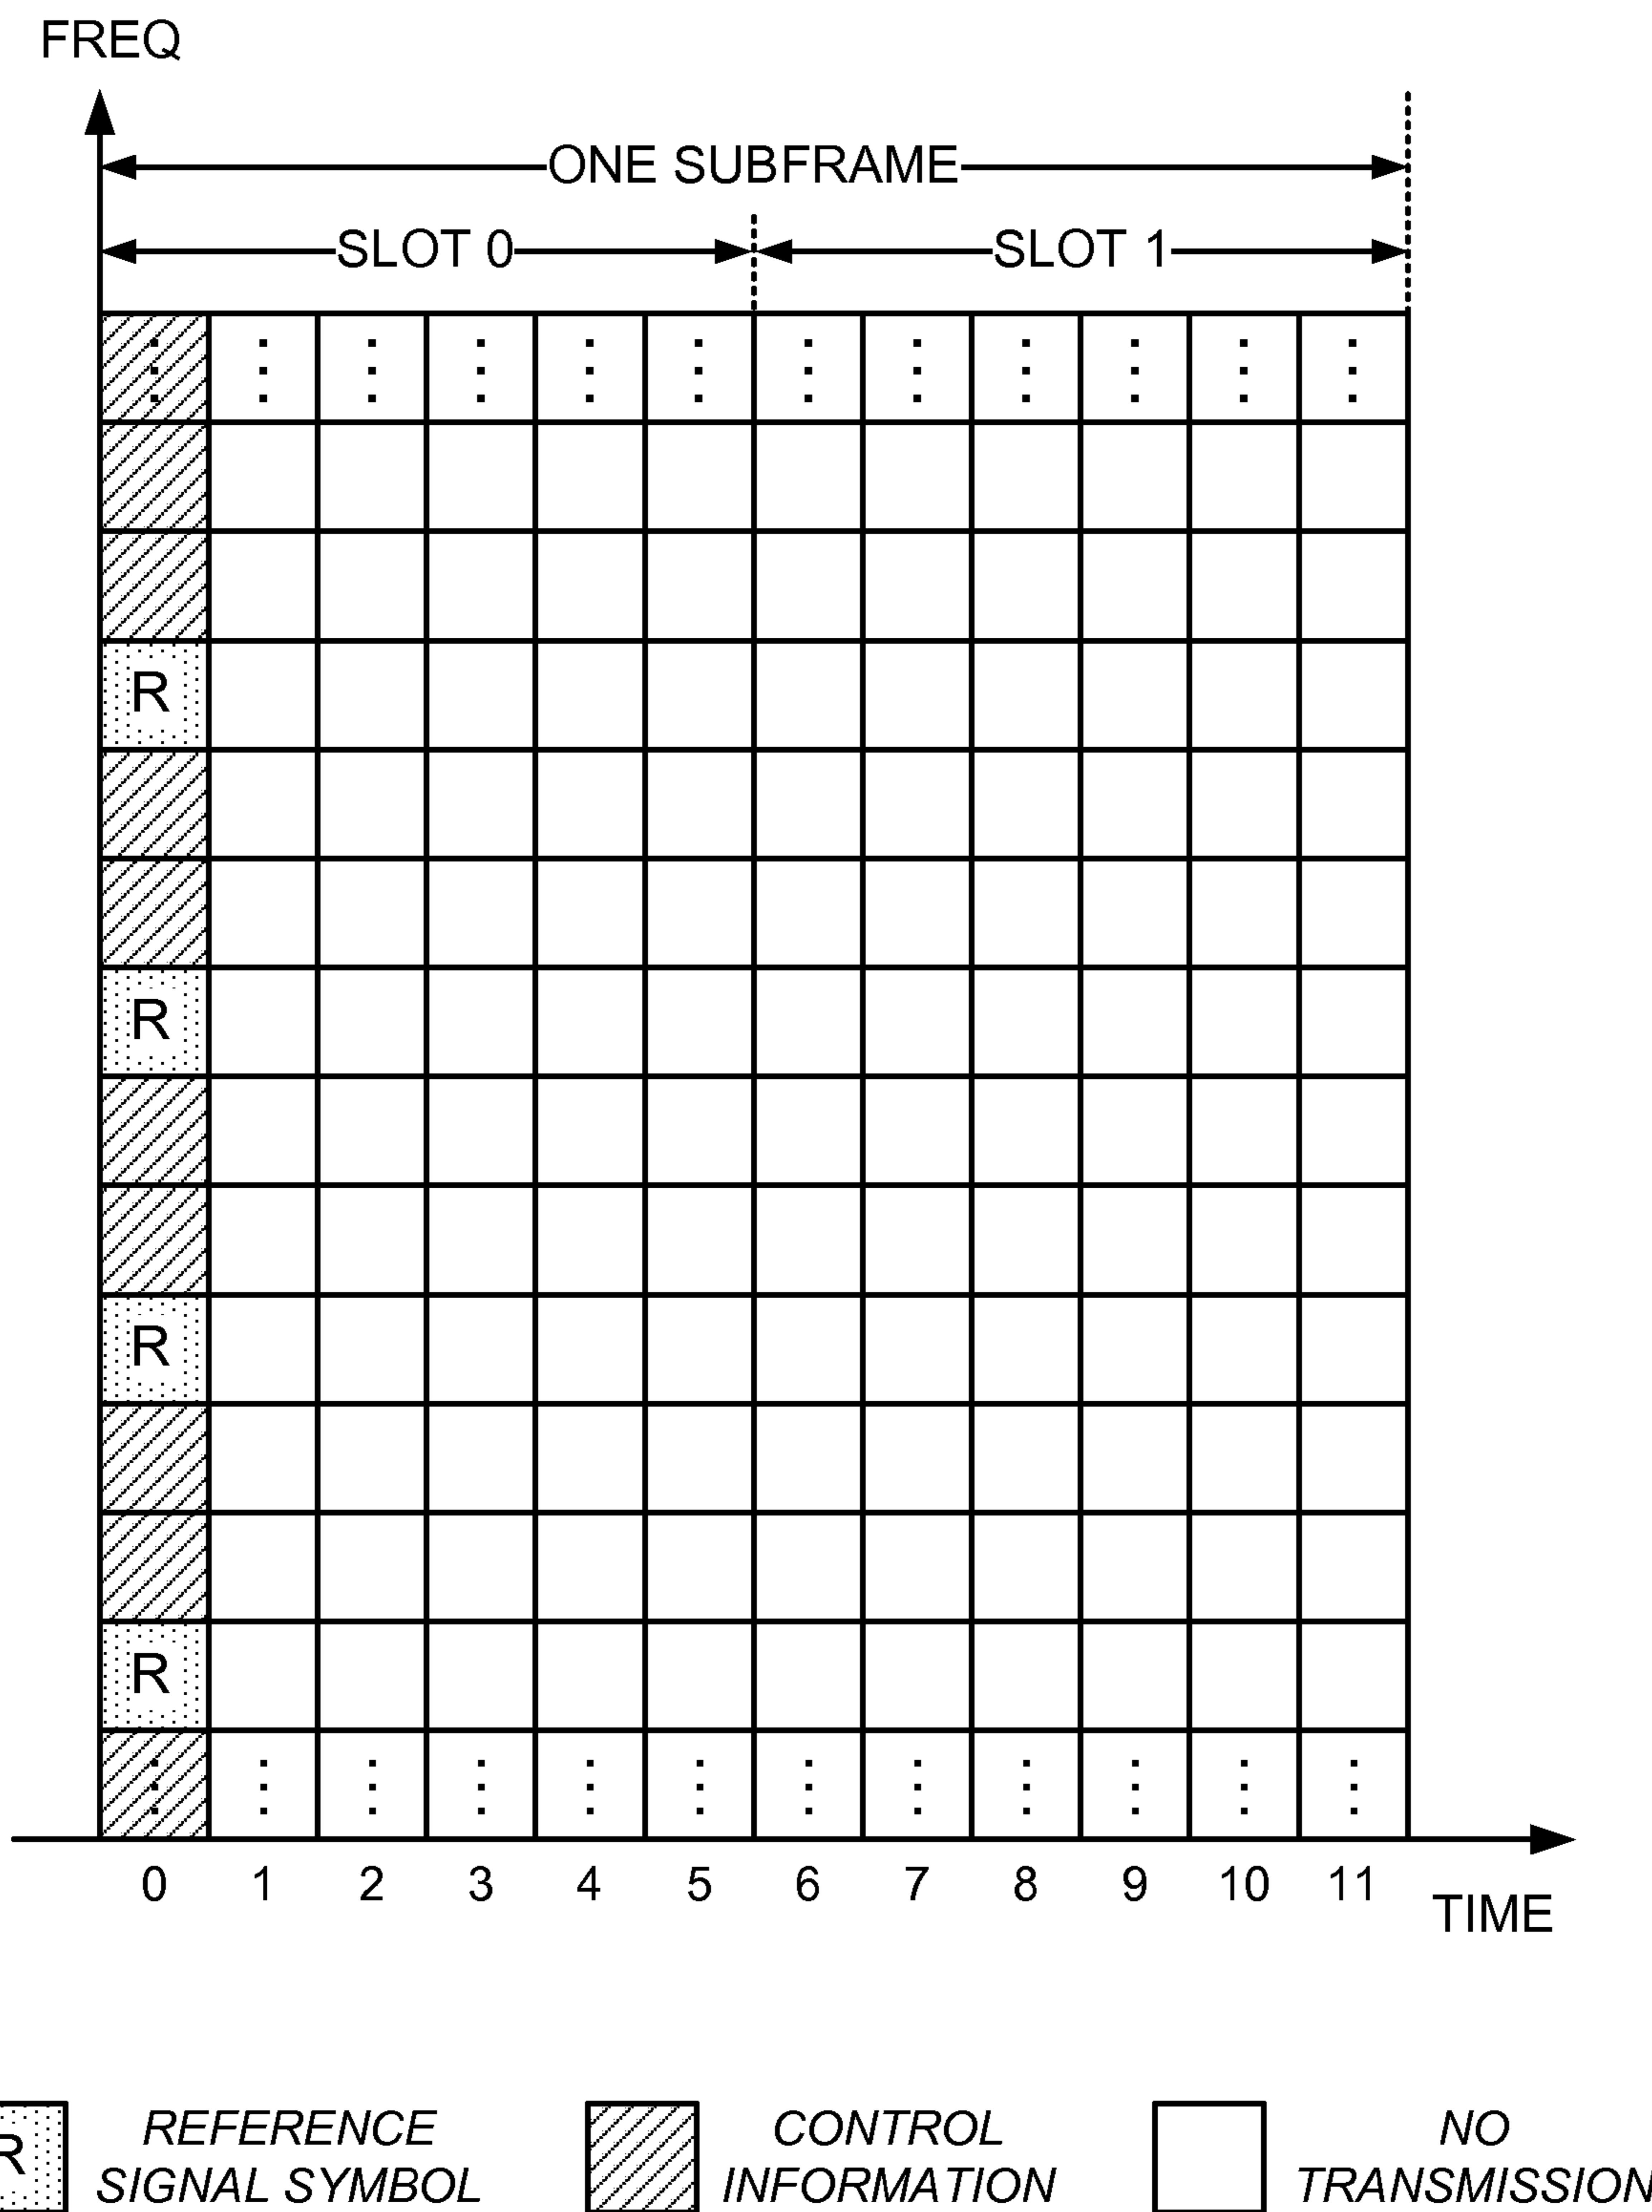 FREQ
ONE SUBFRAME
SLOT 0 SLOT 1
R
R
R
R
0 1 2 3 4 5 6 7 8 9 10 11
TIME
R REFERENCE SIGNAL SYMBOL
CONTROL INFORMATION
NO TRANSMISSION